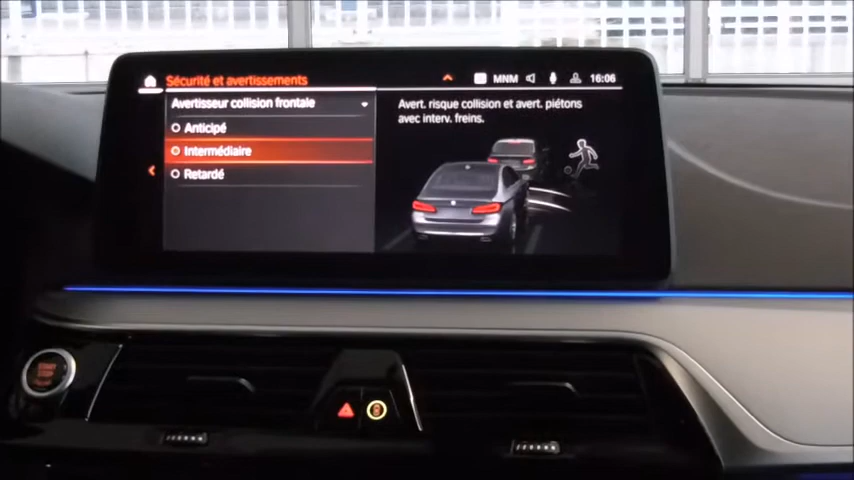 Sécurité et avertissements
MNM
16:06
Avertisseur collision frontale
Anticipé
Intermédiaire
Retardé
Avert. risque collision et avert. piétons
avec interv. freins.
START